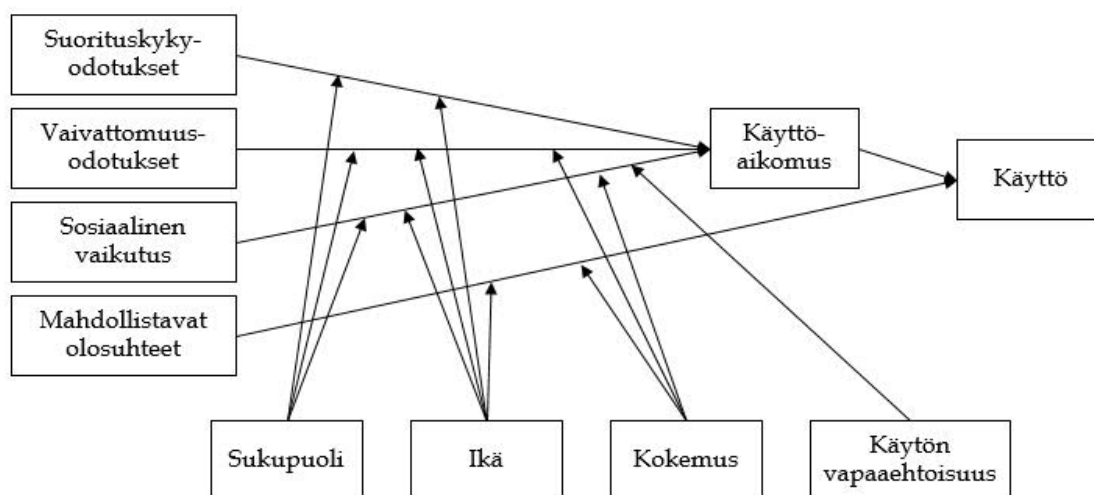 Suorituskyky-
odotukset
Vaivattomuus-
odotukset
Sosiaalinen
vaikutus
Mahdollistavat
olosuhteet
Käyttö-
aikomus
Käyttö
Sukupuoli
Ikä
Kokemus
Käytön
vapaaehtoisuus